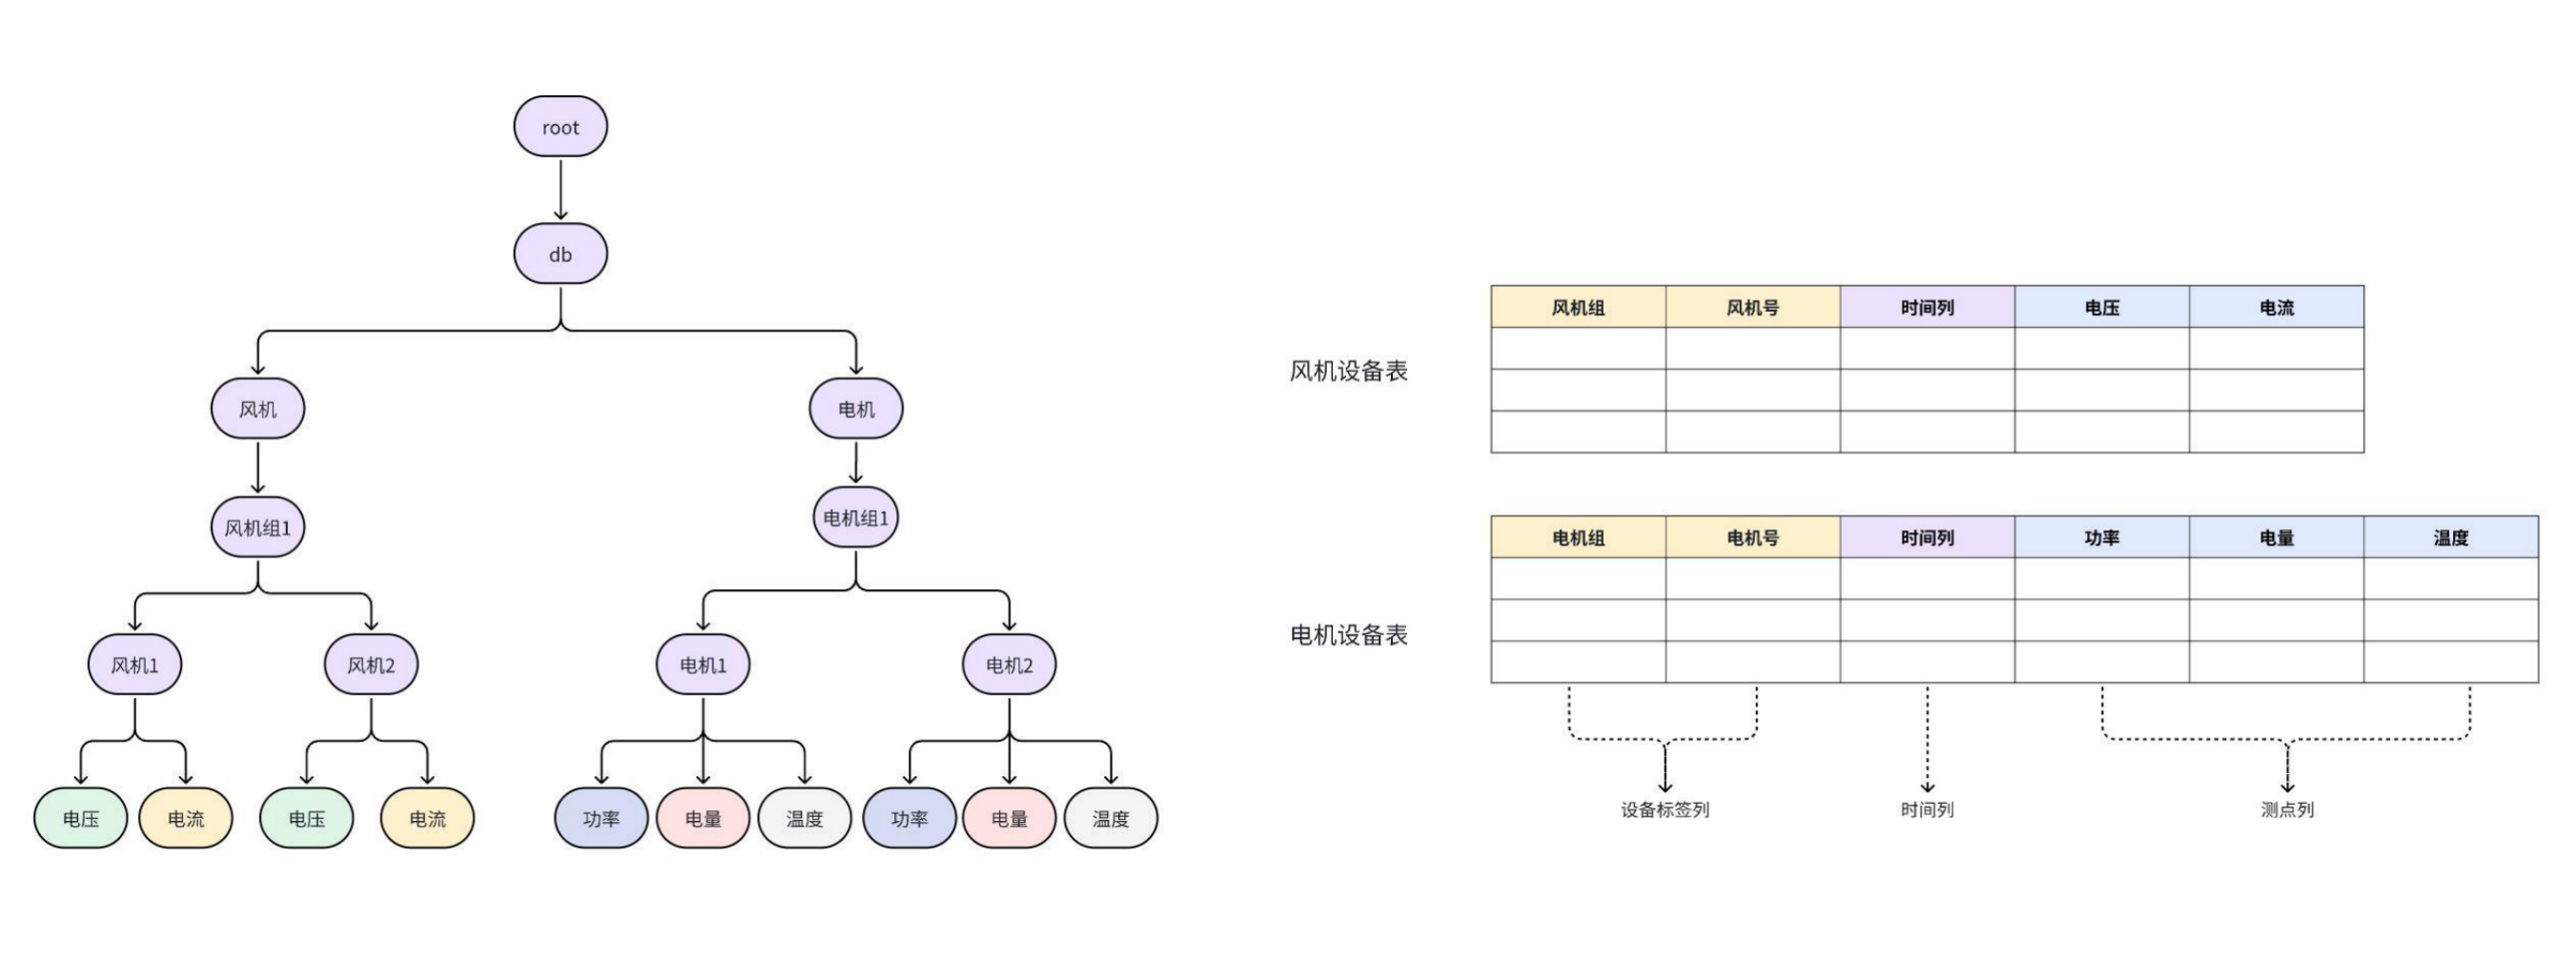 root
db
风机
电机
风机组1
电机组1
风机1
风机2
电机1
电机2
电压
电流
电压
电流
功率
电量
温度
功率
电量
温度
风机设备表
风机组 风机号 时间列 电压 电流
电机设备表
电机组 电机号 时间列 功率 电量 温度
设备标签列
时间列
测点列